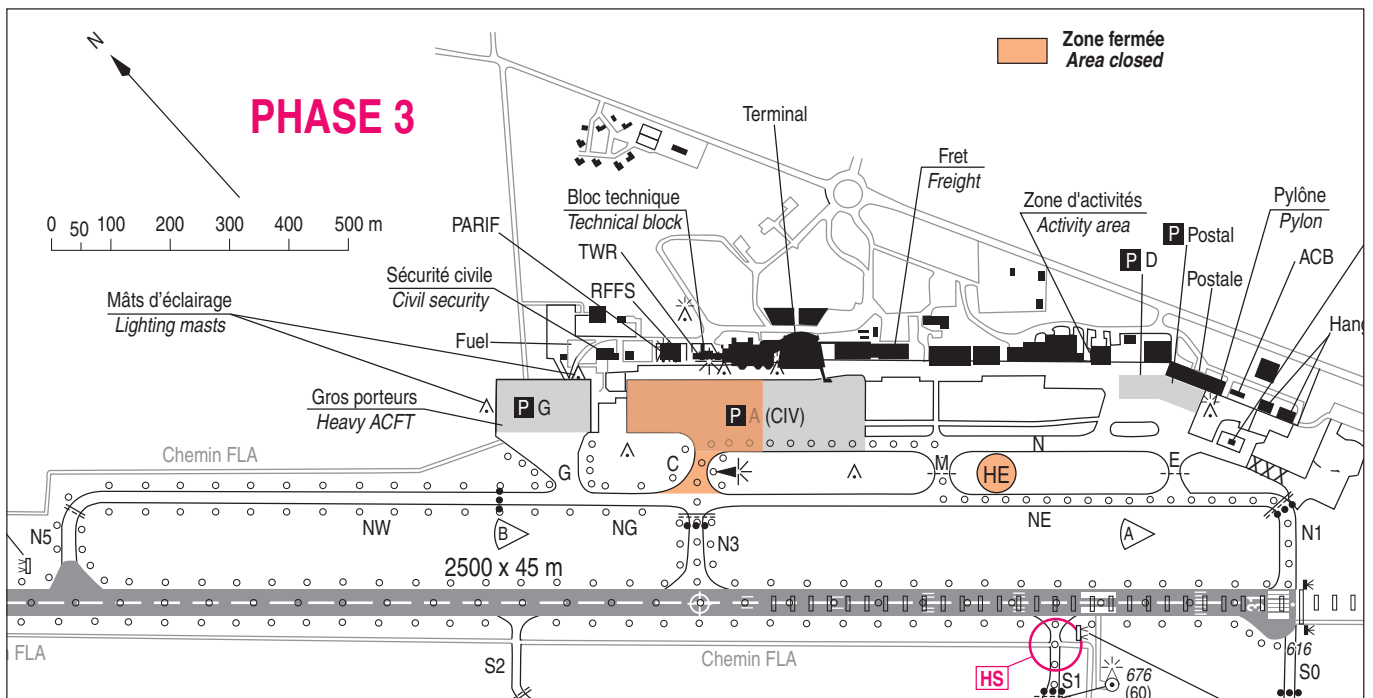 Zone fermée
Area closed
N
PHASE 3
Terminal
Fret
Freight
0 50 100 200 300 400 500 m
Bloc technique
Technical block
PARIF
TWR
Zone d'activités
Activity area
P Postal
Pylône
Pylon
P D
ACB
Sécurité civile
Civil security
RFFS
Postale
Mâts d'éclairage
Lighting masts
Fuel
Hang
Gros porteurs
Heavy ACFT
P G
P A (CIV)
Chemin FLA
G
C
M
N
E
HE
N5
NW
B
NG
N3
NE
A
N1
2500 x 45 m
31
FLA
S2
Chemin FLA
HS
S1
676
(60)
616
S0